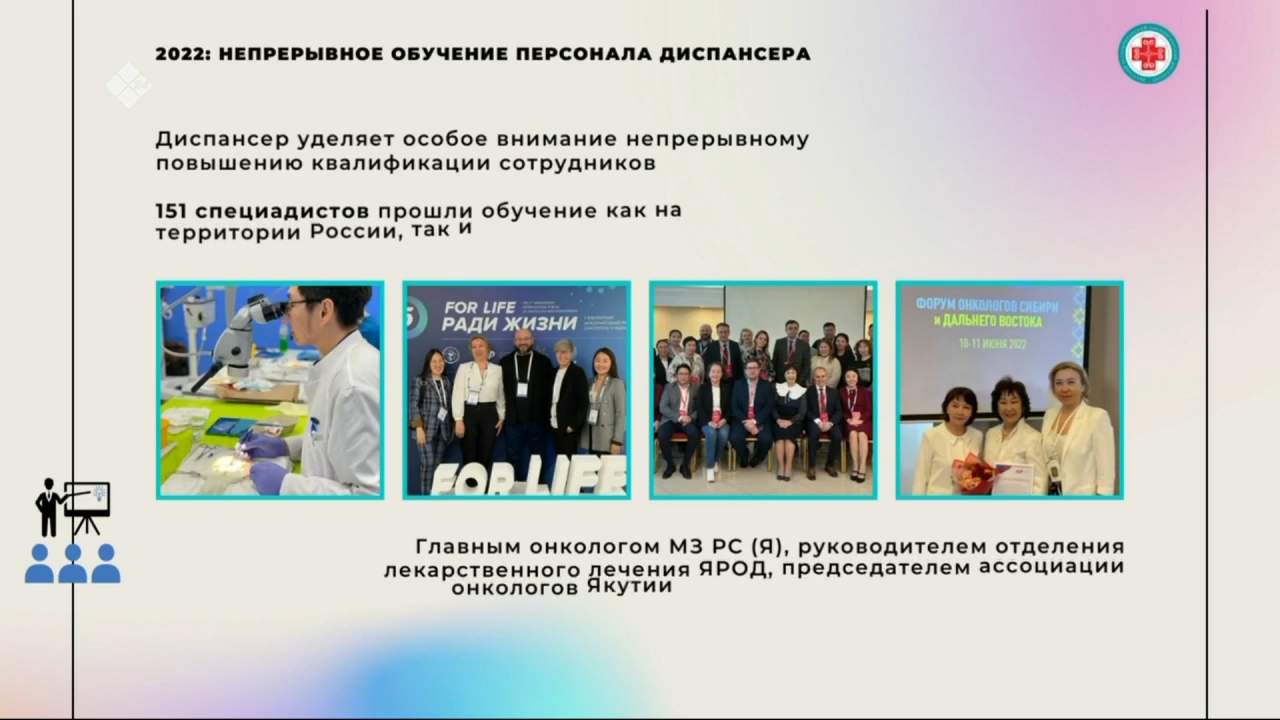 2022: НЕПРЕРЫВНОЕ ОБУЧЕНИЕ ПЕРСОНАЛА ДИСПАНСЕРА
Диспансер уделяет особое внимание непрерывному
повышению квалификации сотрудников
151 специадистов прошли обучение как на
территории России, так и
FOR LIFE
РАДИ ЖИЗНИ
FOR LIFE
ФОРУМ ОНКОЛОГОВ СИБИРИ
и ДАЛЬНЕГО ВОСТОКА
10-11 ИЮНЯ 2022
Главным онкологом МЗ РС (Я), руководителем отделения
лекарственного лечения ЯРОД, председателем ассоциации
онкологов Якутии